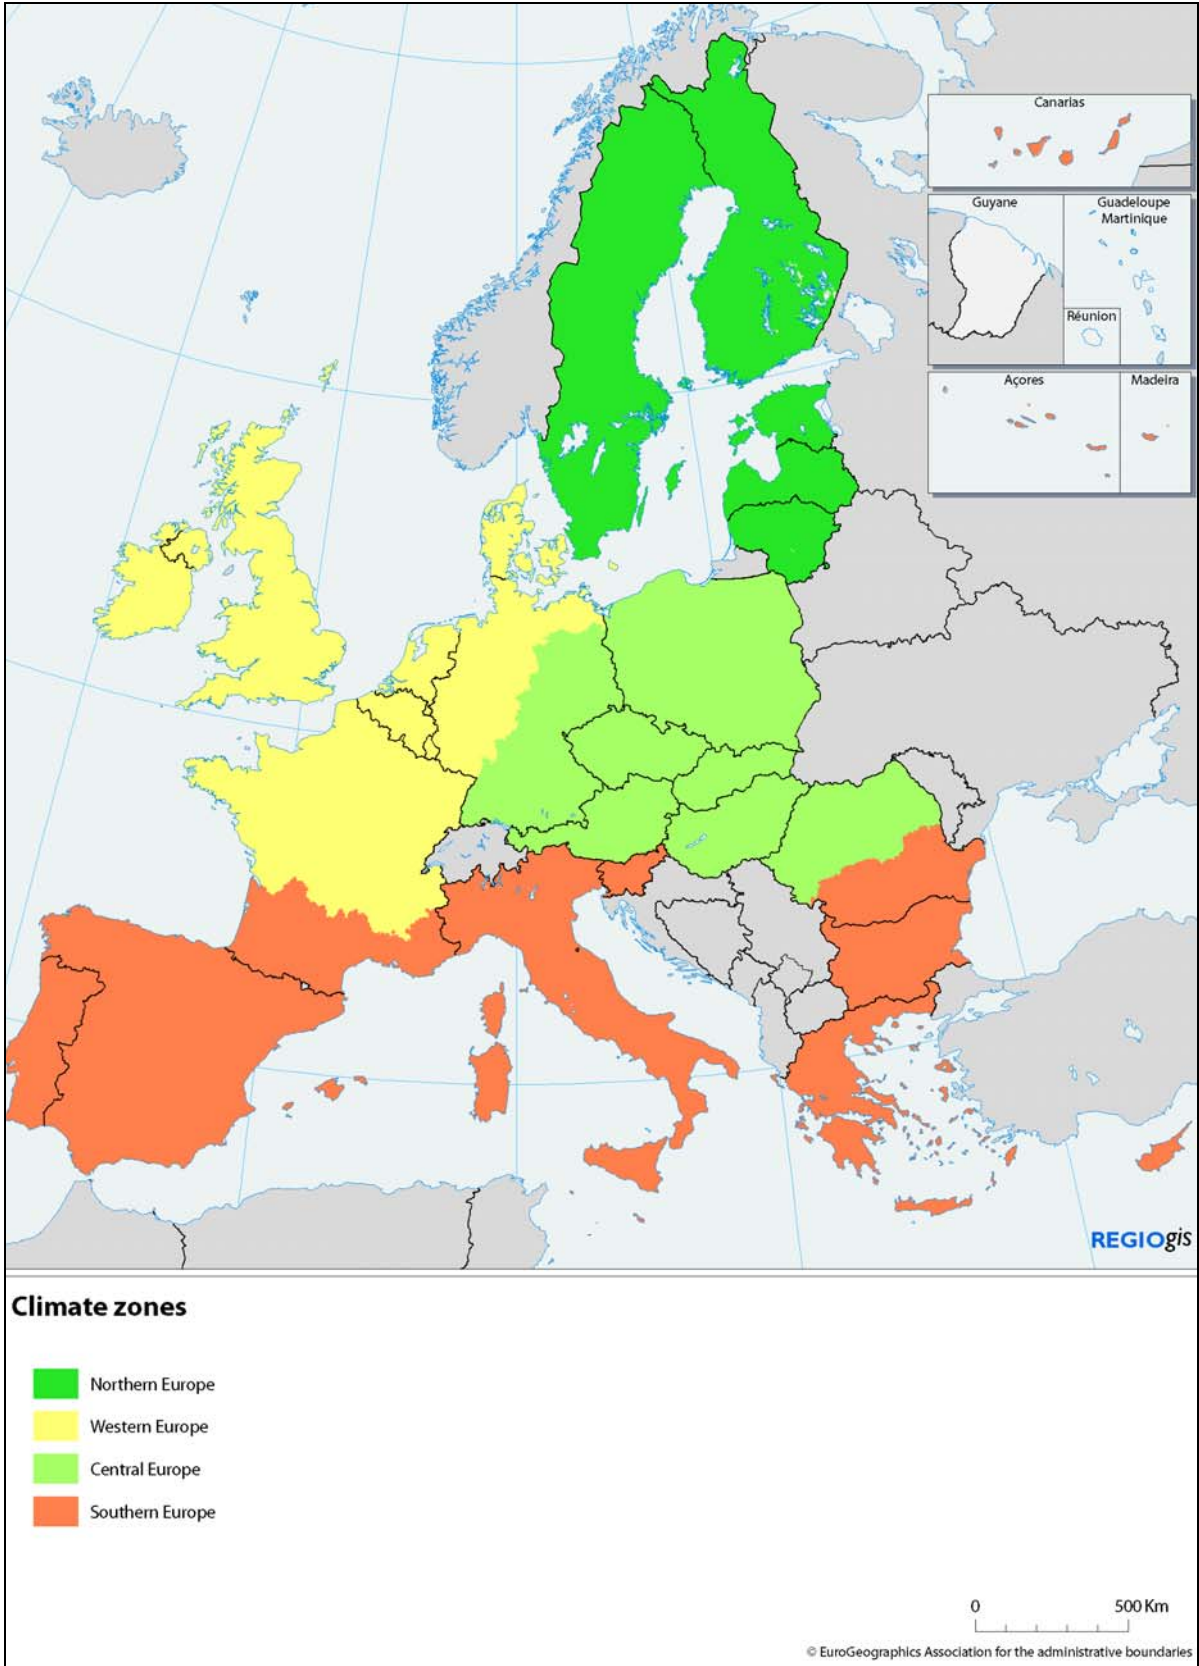 Canarias
Guyane
Guadeloupe
Martinique
Réunion
Açores
Madeira
REGIOgis
Climate zones
Northern Europe
Western Europe
Central Europe
Southern Europe
0
500 Km
© EuroGeographics Association for the administrative boundaries